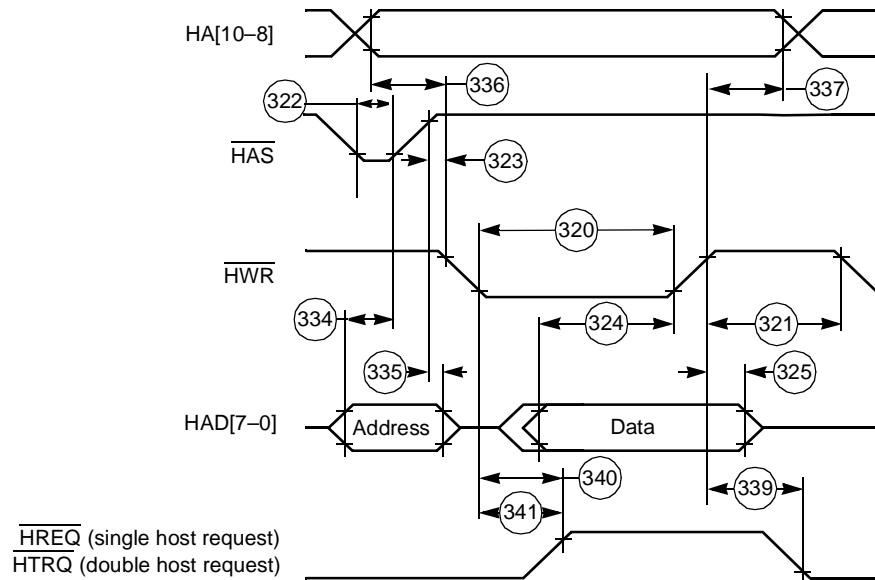 HA[10–8]
336
337
322
HAS
323
320
HWR
334
324
321
335
325
HAD[7–0]
Address
Data
340
341
339
HREQ (single host request)
HTRQ (double host request)